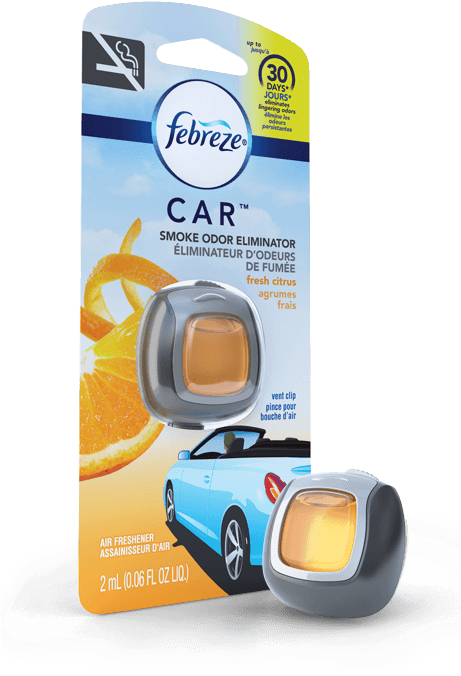 up to
jusqu'à
30
DAYS*
JOURS*
eliminates
lingering odors
élimine les
odeurs
persistantes
febreze®
CAR™
SMOKE ODOR ELIMINATOR
ÉLIMINATEUR D'ODEURS
DE FUMÉE
fresh citrus
agrumes
frais
vent clip
pince pour
bouche d'air
AIR FRESHENER
ASSAINISSEUR D'AIR
2 mL (0.06 FL OZ LIQ.)